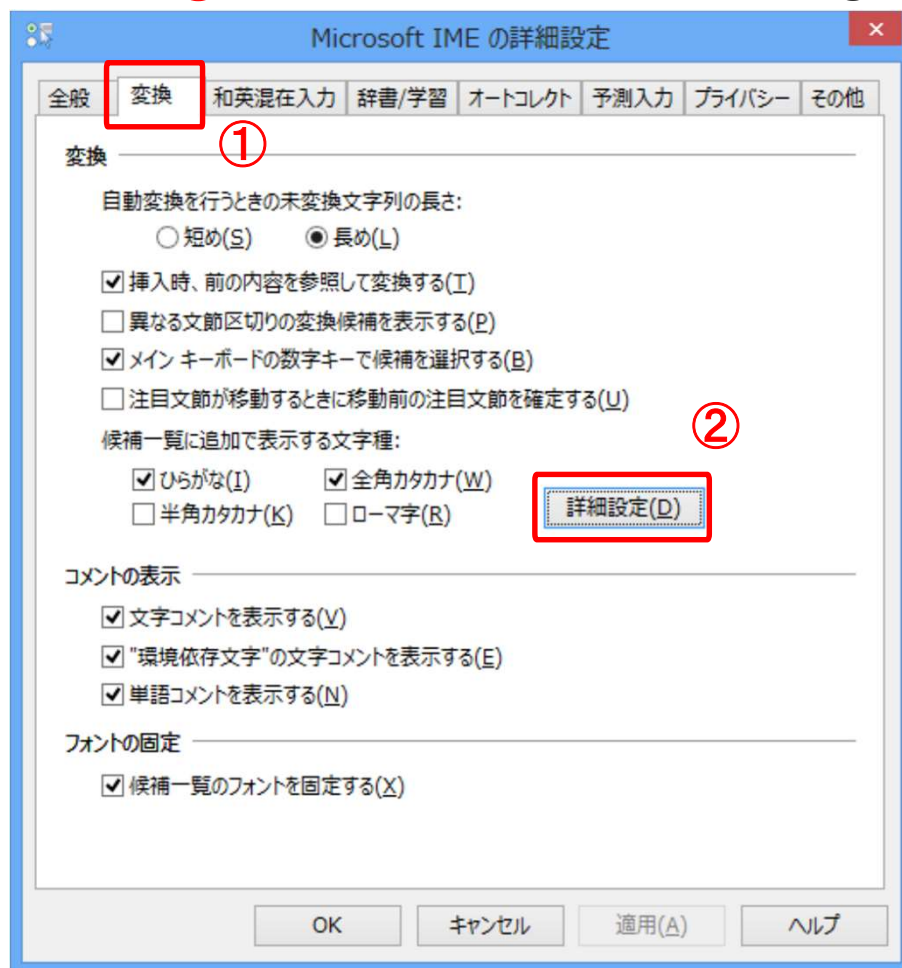 Microsoft IME の詳細設定
全般 変換 和英混在入力 辞書/学習 オートコレクト 予測入力 プライバシー その他
①
変換
自動変換を行うときの未変換文字列の長さ:
短め(S) 長め(L)
挿入時、前の内容を参照して変換する(T)
異なる文節区切りの変換候補を表示する(P)
メイン キーボードの数字キーで候補を選択する(B)
注目文節が移動するときに移動前の注目文節を確定する(U)
②
候補一覧に追加で表示する文字種:
ひらがな(I) 全角カタカナ(W)
半角カタカナ(K) ローマ字(R) 詳細設定(D)
コメントの表示
文字コメントを表示する(V)
"環境依存文字"の文字コメントを表示する(E)
単語コメントを表示する(N)
フォントの固定
候補一覧のフォントを固定する(X)
OK キャンセル 適用(A) ヘルプ